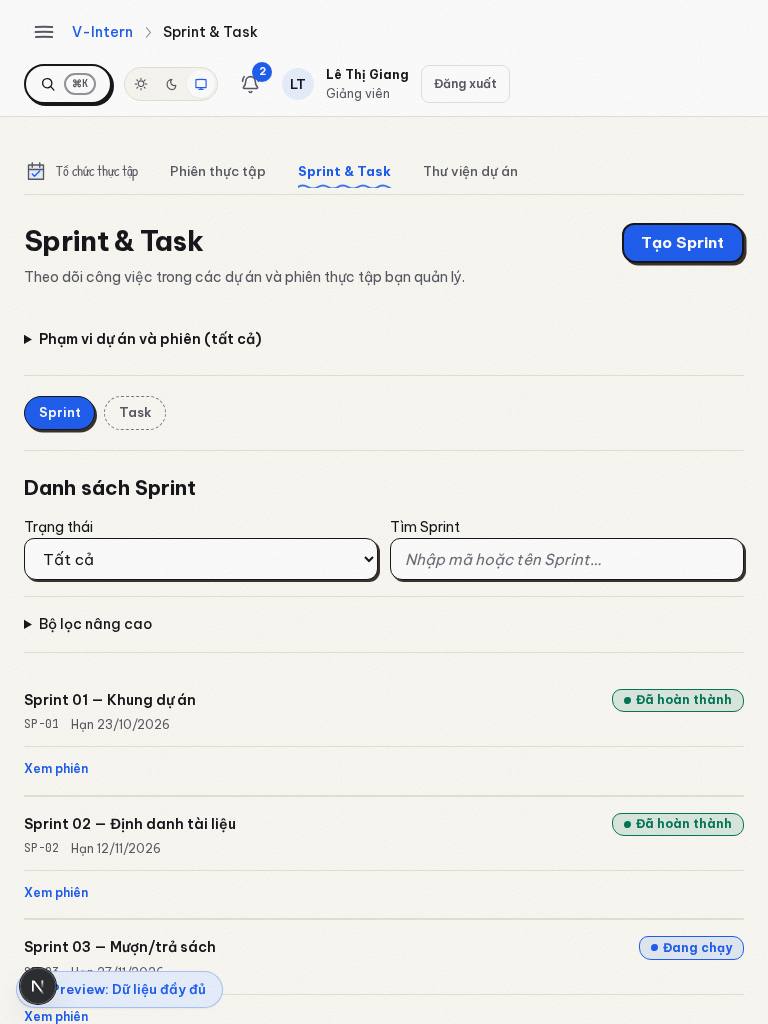 V-Intern > Sprint & Task
⌘K
2
LT
Lê Thị Giang
Giảng viên
Đăng xuất
Tổ chức thực tập
Phiên thực tập
Sprint & Task
Thư viện dự án
Sprint & Task
Tạo Sprint
Theo dõi công việc trong các dự án và phiên thực tập bạn quản lý.
Phạm vi dự án và phiên (tất cả)
Sprint
Task
Danh sách Sprint
Trạng thái
Tìm Sprint
Tất cả
Nhập mã hoặc tên Sprint...
Bộ lọc nâng cao
Sprint 01 — Khung dự án
Đã hoàn thành
SP-01 Hạn 23/10/2026
Xem phiên
Sprint 02 — Định danh tài liệu
Đã hoàn thành
SP-02 Hạn 12/11/2026
Xem phiên
Sprint 03 — Mượn/trả sách
Đang chạy
N
Preview: Dữ liệu đầy đủ
Xem phiên